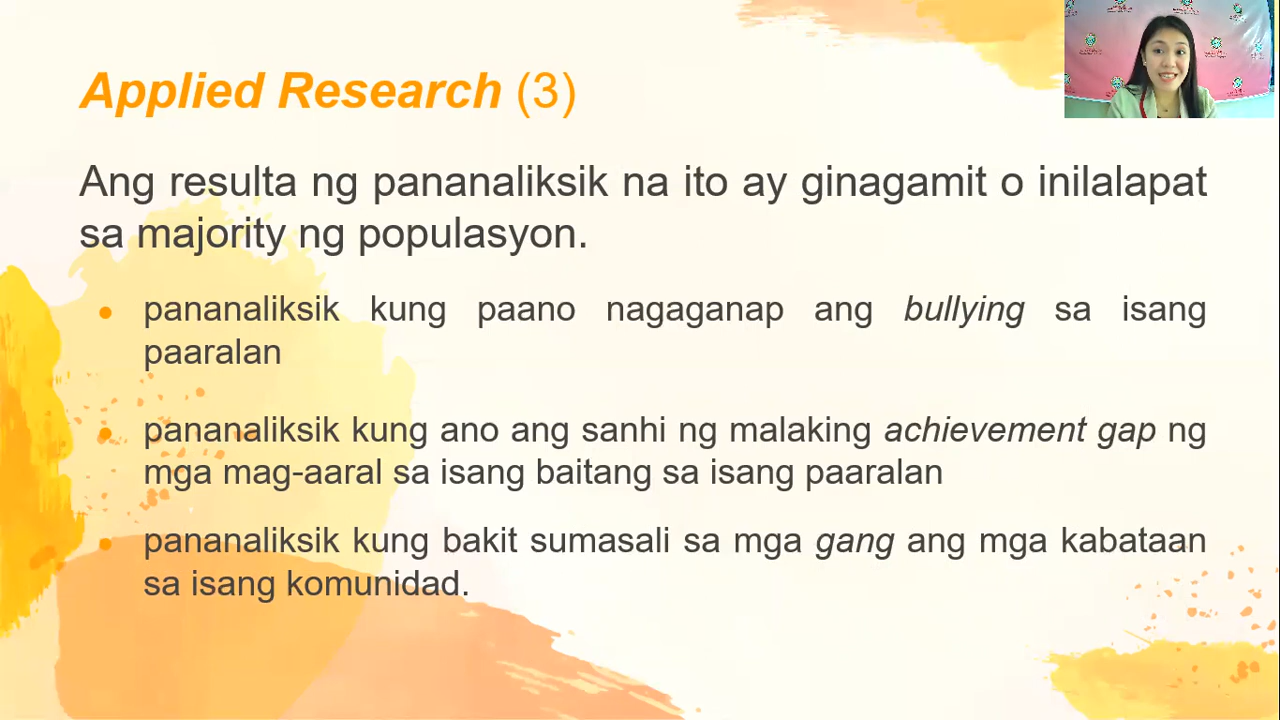 Applied Research (3)
Ang resulta ng pananaliksik na ito ay ginagamit o inilalapat
sa majority ng populasyon.
pananaliksik kung paano nagaganap ang bullying sa isang
paaralan
pananaliksik kung ano ang sanhi ng malaking achievement gap ng
mga mag-aaral sa isang baitang sa isang paaralan
pananaliksik kung bakit sumasali sa mga gang ang mga kabataan
sa isang komunidad.